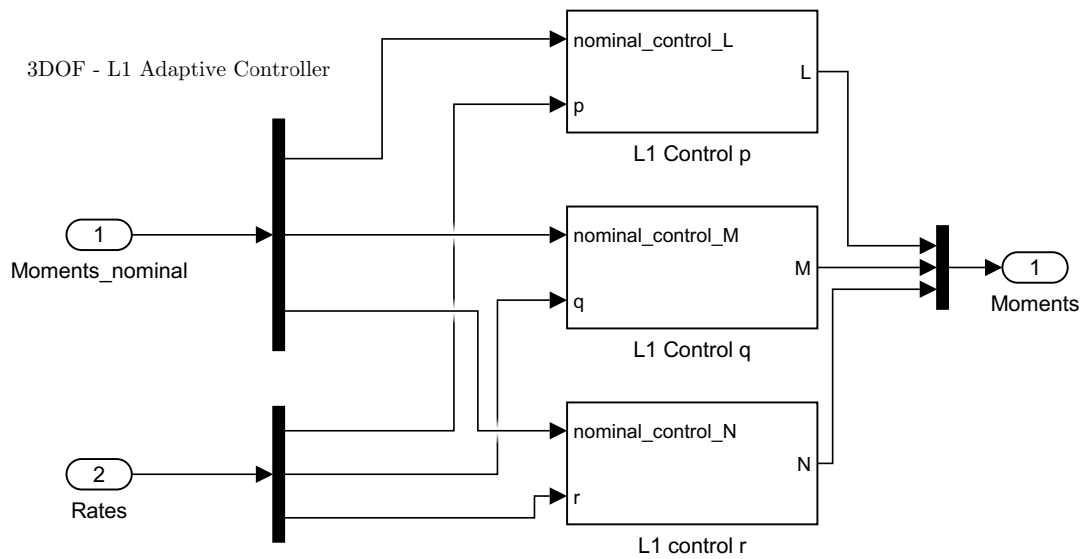 3DOF - L1 Adaptive Controller
nominal_control_L
p
L
L1 Control p
1
Moments_nominal
nominal_control_M
q
M
L1 Control q
1
Moments
2
Rates
nominal_control_N
r
N
L1 control r